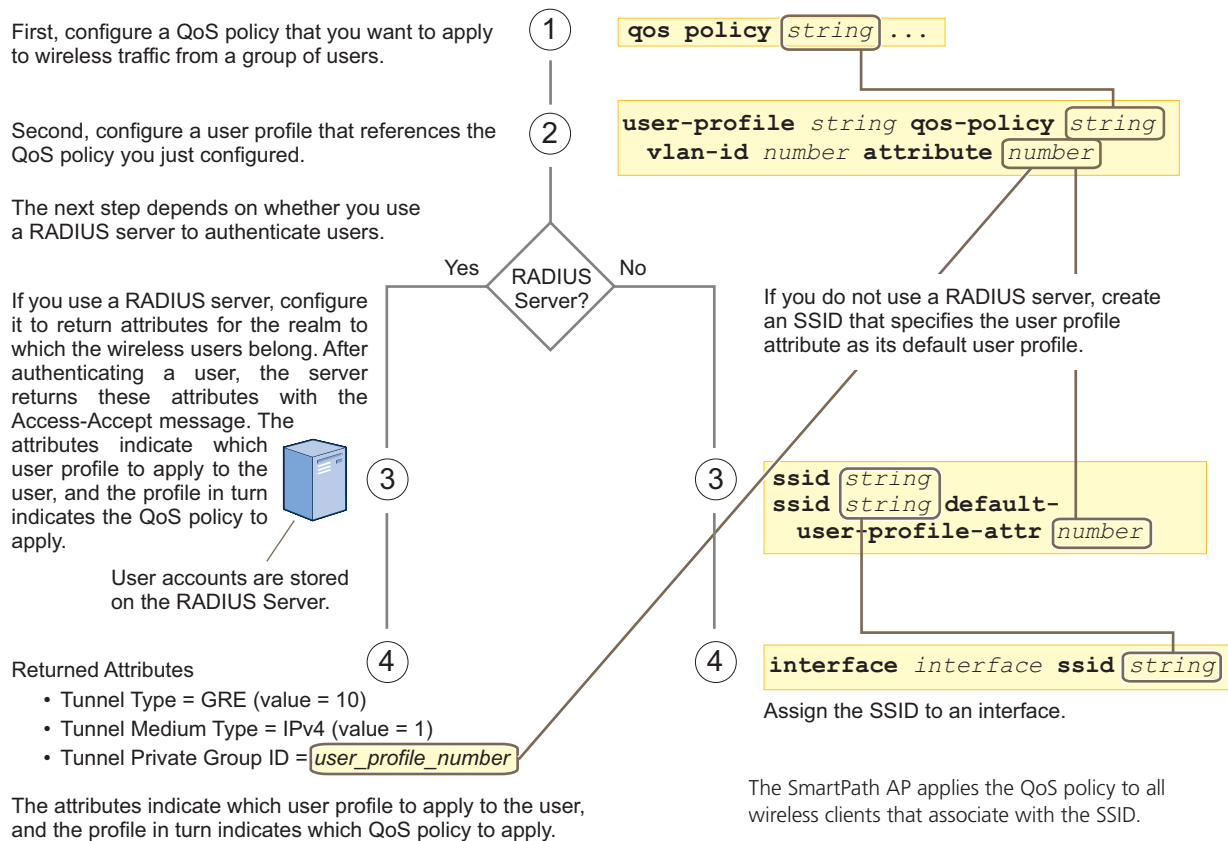 First, configure a QoS policy that you want to apply
to wireless traffic from a group of users.
1
qos policy string ...
Second, configure a user profile that references the
QoS policy you just configured.
2
user-profile string qos-policy string
vlan-id number attribute number
The next step depends on whether you use
a RADIUS server to authenticate users.
Yes
RADIUS
Server?
No
If you use a RADIUS server, configure
it to return attributes for the realm to
which the wireless users belong. After
authenticating a user, the server
returns these attributes with the
Access-Accept message. The
attributes indicate which
user profile to apply to the
user, and the profile in turn
indicates the QoS policy to
apply.
3
User accounts are stored
on the RADIUS Server.
If you do not use a RADIUS server, create
an SSID that specifies the user profile
attribute as its default user profile.
3
ssid string
ssid string default-
user-profile-attr number
4
Returned Attributes
• Tunnel Type = GRE (value = 10)
• Tunnel Medium Type = IPv4 (value = 1)
• Tunnel Private Group ID = user_profile_number
The attributes indicate which user profile to apply to the user,
and the profile in turn indicates which QoS policy to apply.
4
interface interface ssid string
Assign the SSID to an interface.
The SmartPath AP applies the QoS policy to all
wireless clients that associate with the SSID.